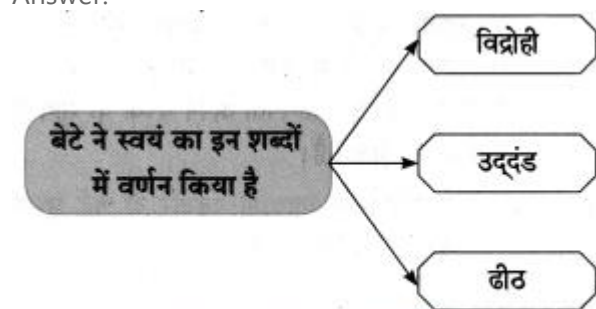 Answer:
बेटे ने स्वयं का इन शब्दों
में वर्णन किया है
विद्रोही
उद्‌दंड
ढीठ